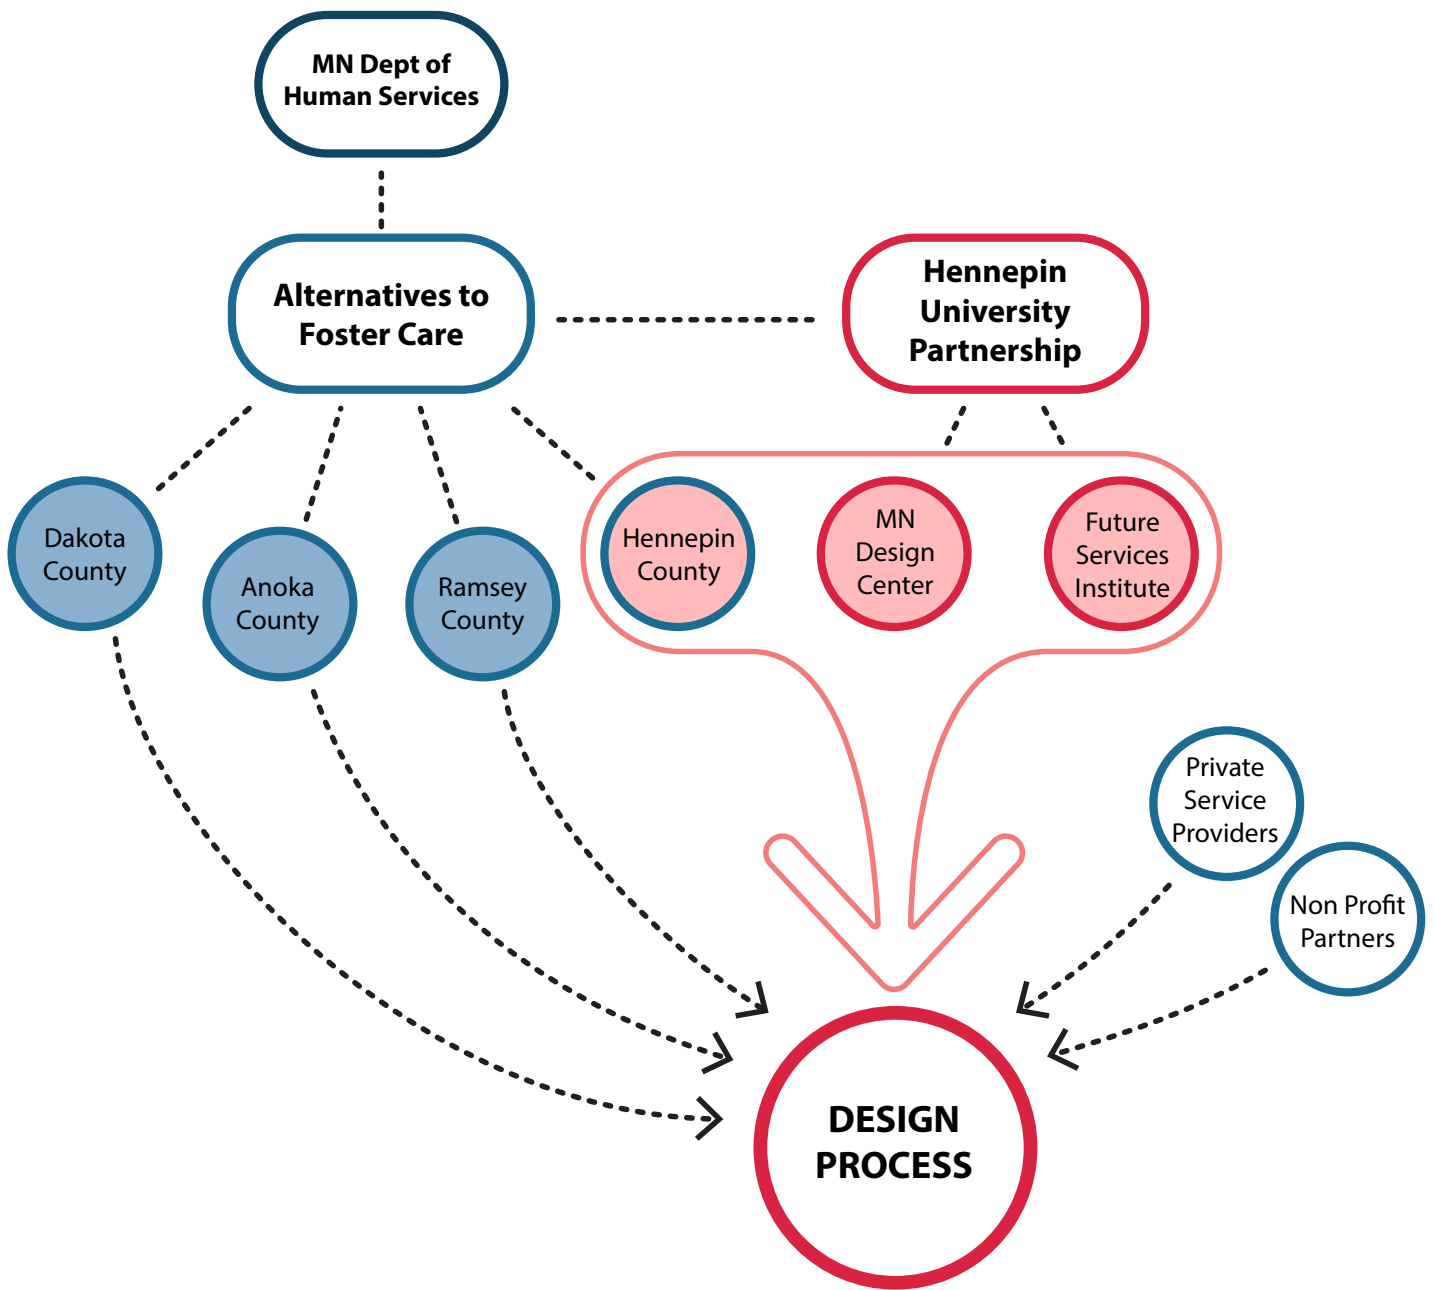 MN Dept of
Human Services
Alternatives to
Foster Care
Hennepin
University
Partnership
Dakota
County
Anoka
County
Ramsey
County
Hennepin
County
MN
Design
Center
Future
Services
Institute
Private
Service
Providers
Non Profit
Partners
DESIGN
PROCESS